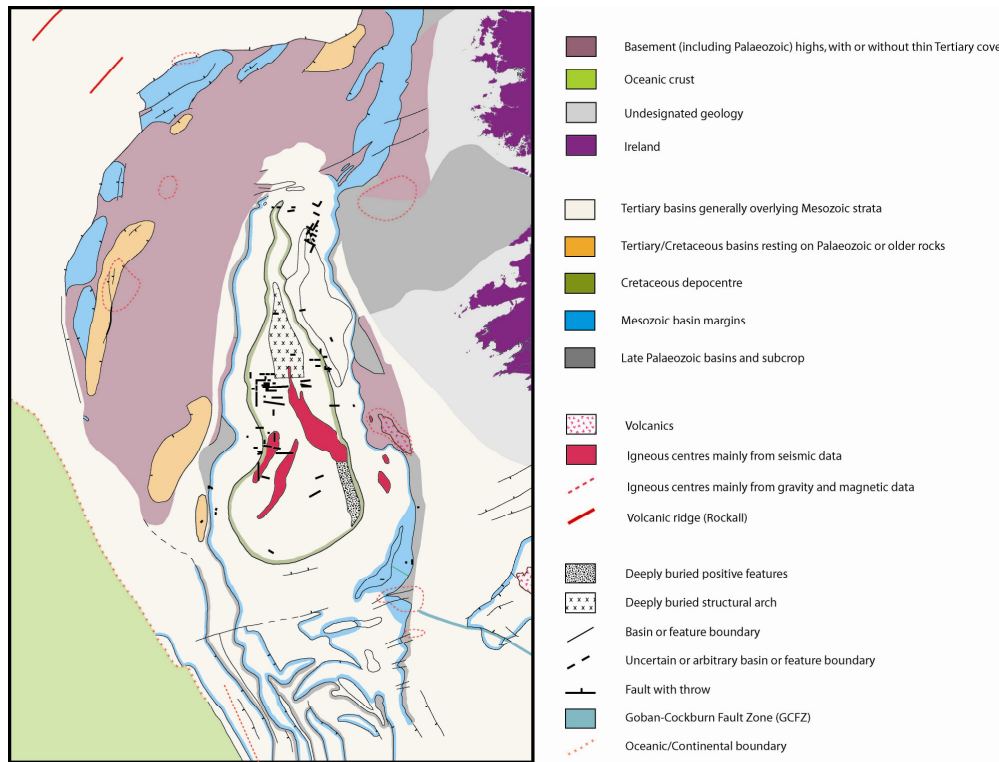 Basement (including Palaeozoic) highs, with or without thin Tertiary cove
Oceanic crust
Undesignated geology
Ireland
Tertiary basins generally overlying Mesozoic strata
Tertiary/Cretaceous basins resting on Palaeozoic or older rocks
Cretaceous depocentre
Mesozoic basin margins
Late Palaeozoic basins and subcrop
Volcanics
Igneous centres mainly from seismic data
Igneous centres mainly from gravity and magnetic data
Volcanic ridge (Rockall)
Deeply buried positive features
Deeply buried structural arch
Basin or feature boundary
Uncertain or arbitrary basin or feature boundary
Fault with throw
Goban-Cockburn Fault Zone (GCFZ)
Oceanic/Continental boundary